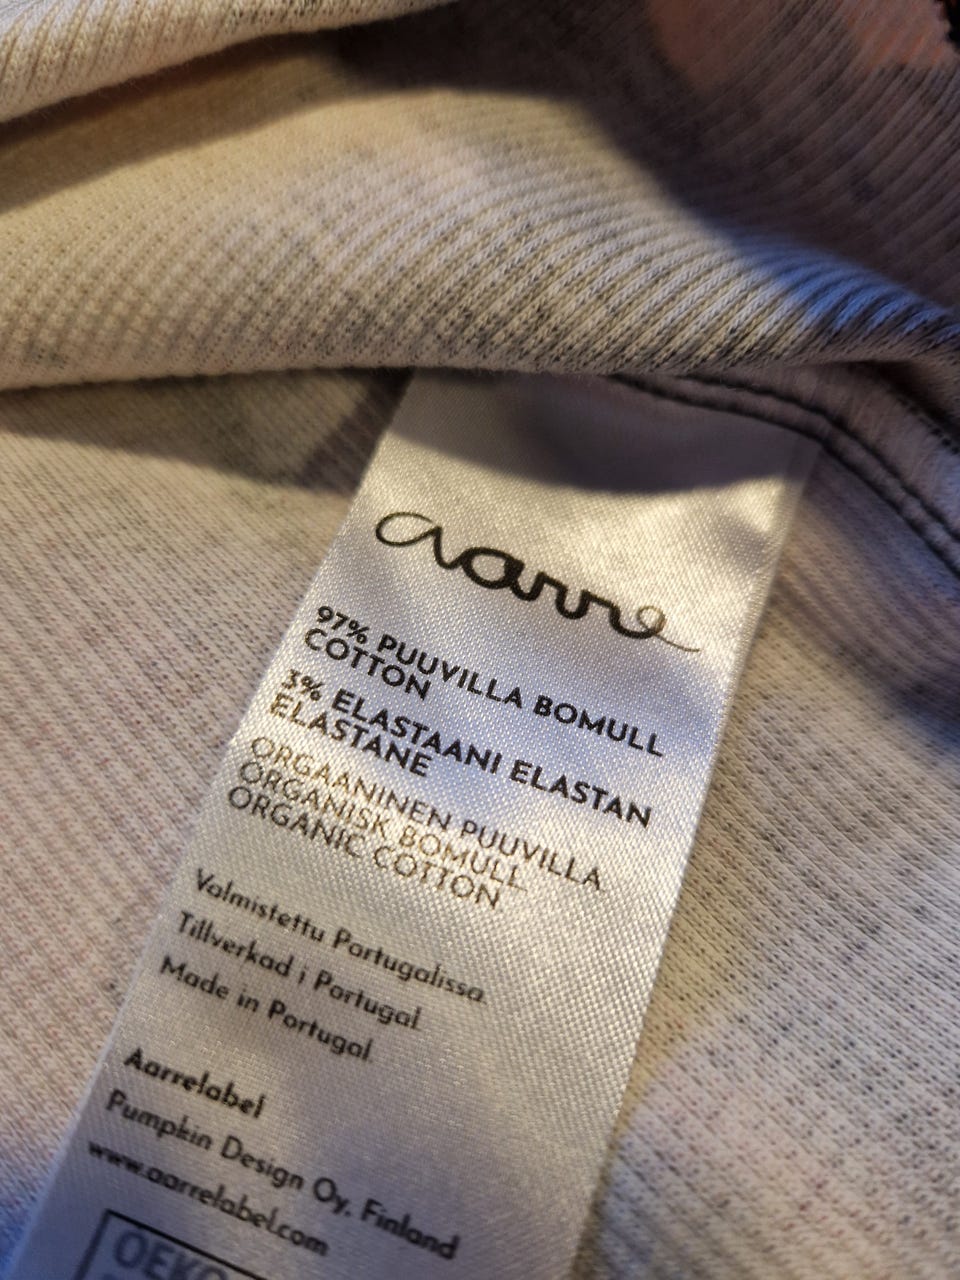 aarre
97% PUUVILLA BOMULL
COTTON
3% ELASTAANI ELASTAN
ELASTANE
ORGAANINEN PUUVILLA
ORGANISK BOMULL
ORGANIC COTTON
Valmistettu Portugalissa
Tillverkad i Portugal
Made in Portugal
Aarrelabel
Pumpkin Design Oy, Finland
www.aarrelabel.com
OEKO